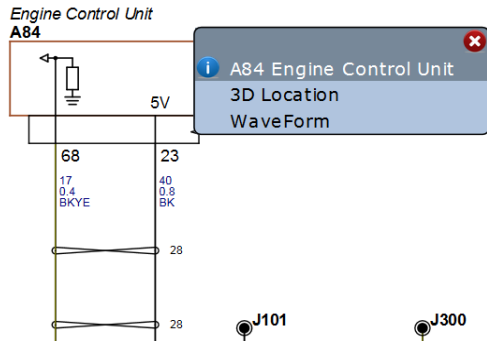 Engine Control Unit
A84
A84 Engine Control Unit
3D Location
WaveForm
5V
68 23
17 40
0.4 0.8
BKYE BK
28
28
J101 J300